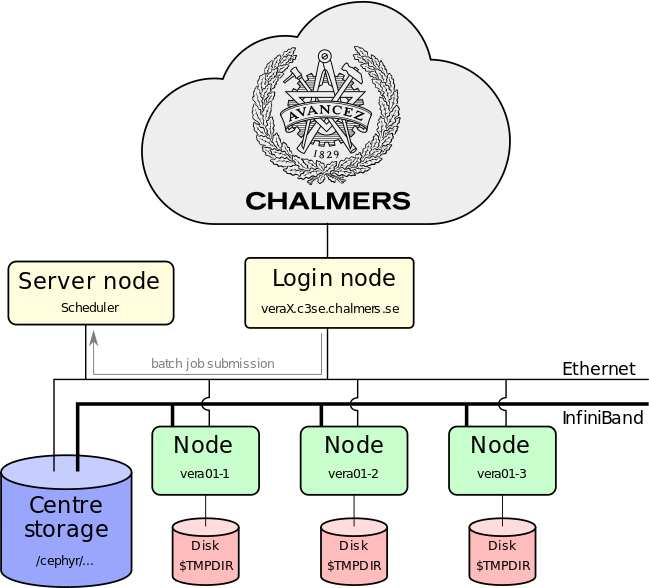 AVANCEZ
1829
CHALMERS
Server node
Scheduler
Login node
veraX.c3se.chalmers.se
batch job submission
Ethernet
InfiniBand
Node
vera01-1
Node
vera01-2
Node
vera01-3
Centre
storage
/cephyr/...
Disk
$TMPDIR
Disk
$TMPDIR
Disk
$TMPDIR